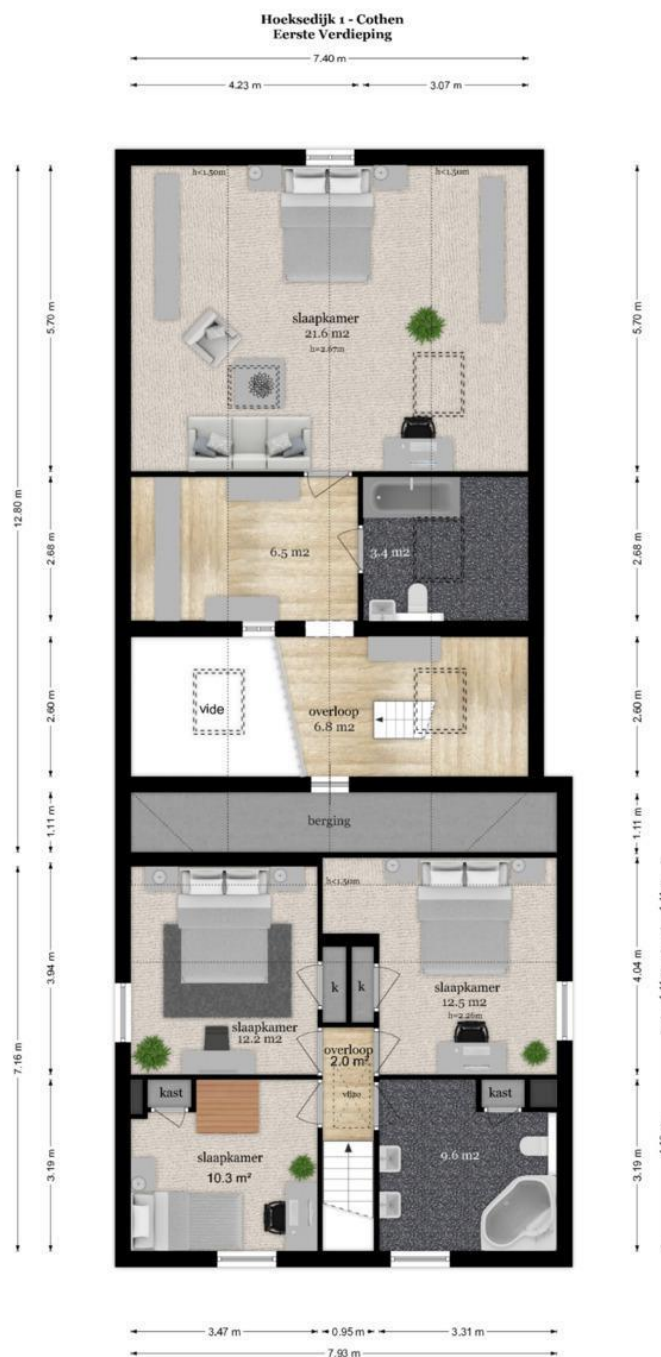 Hoeksedijk 1 - Cothen
Eerste Verdieping
7.40 m
4.23 m
3.07 m
h<1.50m
h<1.50m
5.70 m
5.70 m
slaapkamer
21.6 m2
h=2.67m
12.80 m
2.68 m
6.5 m2
3.4 m2
2.68 m
2.60 m
vide
overloop
6.8 m2
2.60 m
1.11 m
berging
1.11 m
h<1.50m
3.94 m
4.04 m
k
k
slaapkamer
12.5 m2
h=2.26m
slaapkamer
12.2 m2
7.16 m
overloop
2.0 m²
kast
vlizo
kast
3.19 m
slaapkamer
10.3 m²
9.6 m2
3.19 m
3.47 m
0.95 m
3.31 m
7.93 m